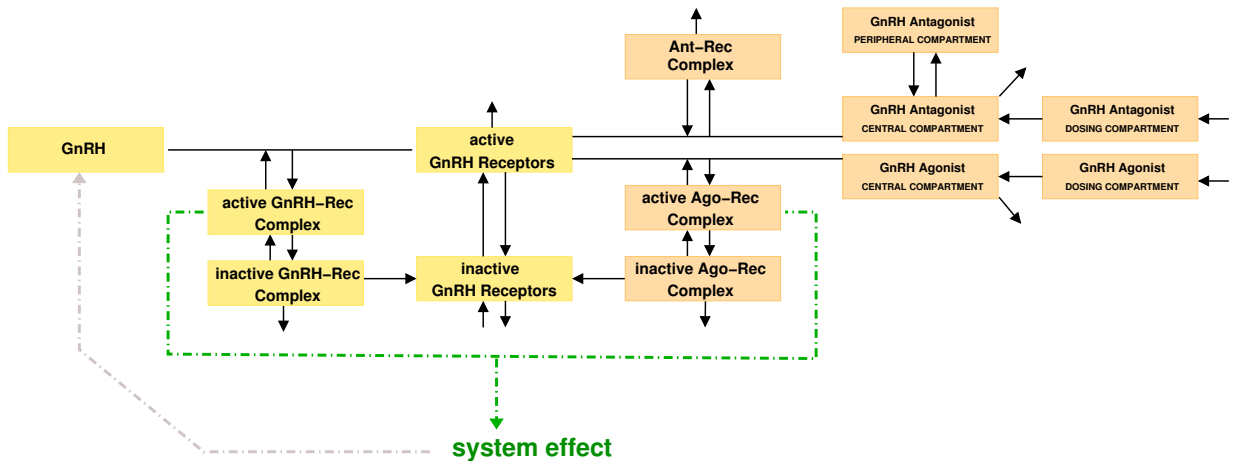 GnRH Antagonist
PERIPHERAL COMPARTMENT
Ant−Rec
Complex
GnRH Antagonist
CENTRAL COMPARTMENT
GnRH Antagonist
DOSING COMPARTMENT
GnRH
active
GnRH Receptors
GnRH Agonist
CENTRAL COMPARTMENT
GnRH Agonist
DOSING COMPARTMENT
active GnRH−Rec
Complex
active Ago−Rec
Complex
inactive GnRH−Rec
Complex
inactive
GnRH Receptors
inactive Ago−Rec
Complex
system effect